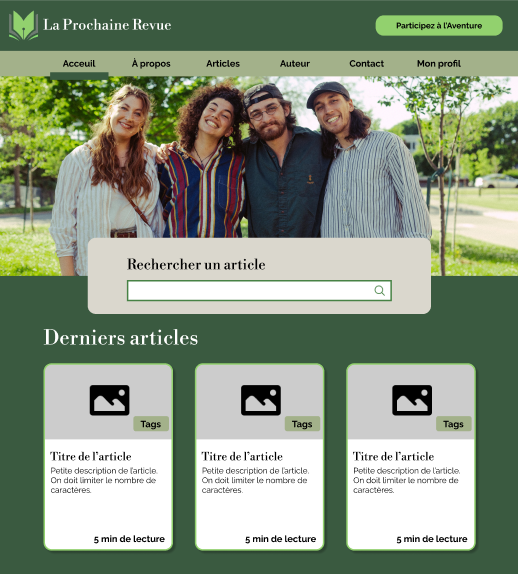 La Prochaine Revue
Participez à l'Aventure
Acceuil
À propos
Articles
Auteur
Contact
Mon profil
Rechercher un article
Derniers articles
Tags
Titre de l'article
Petite description de l'article.
On doit limiter le nombre de
caractères.
5 min de lecture
Tags
Titre de l'article
Petite description de l'article.
On doit limiter le nombre de
caractères.
5 min de lecture
Tags
Titre de l'article
Petite description de l'article.
On doit limiter le nombre de
caractères.
5 min de lecture